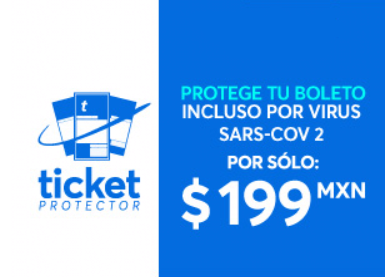 t
ticket
PROTECTOR
PROTEGE TU BOLETO
INCLUSO POR VIRUS
SARS-COV 2
POR SÓLO:
$199 MXN